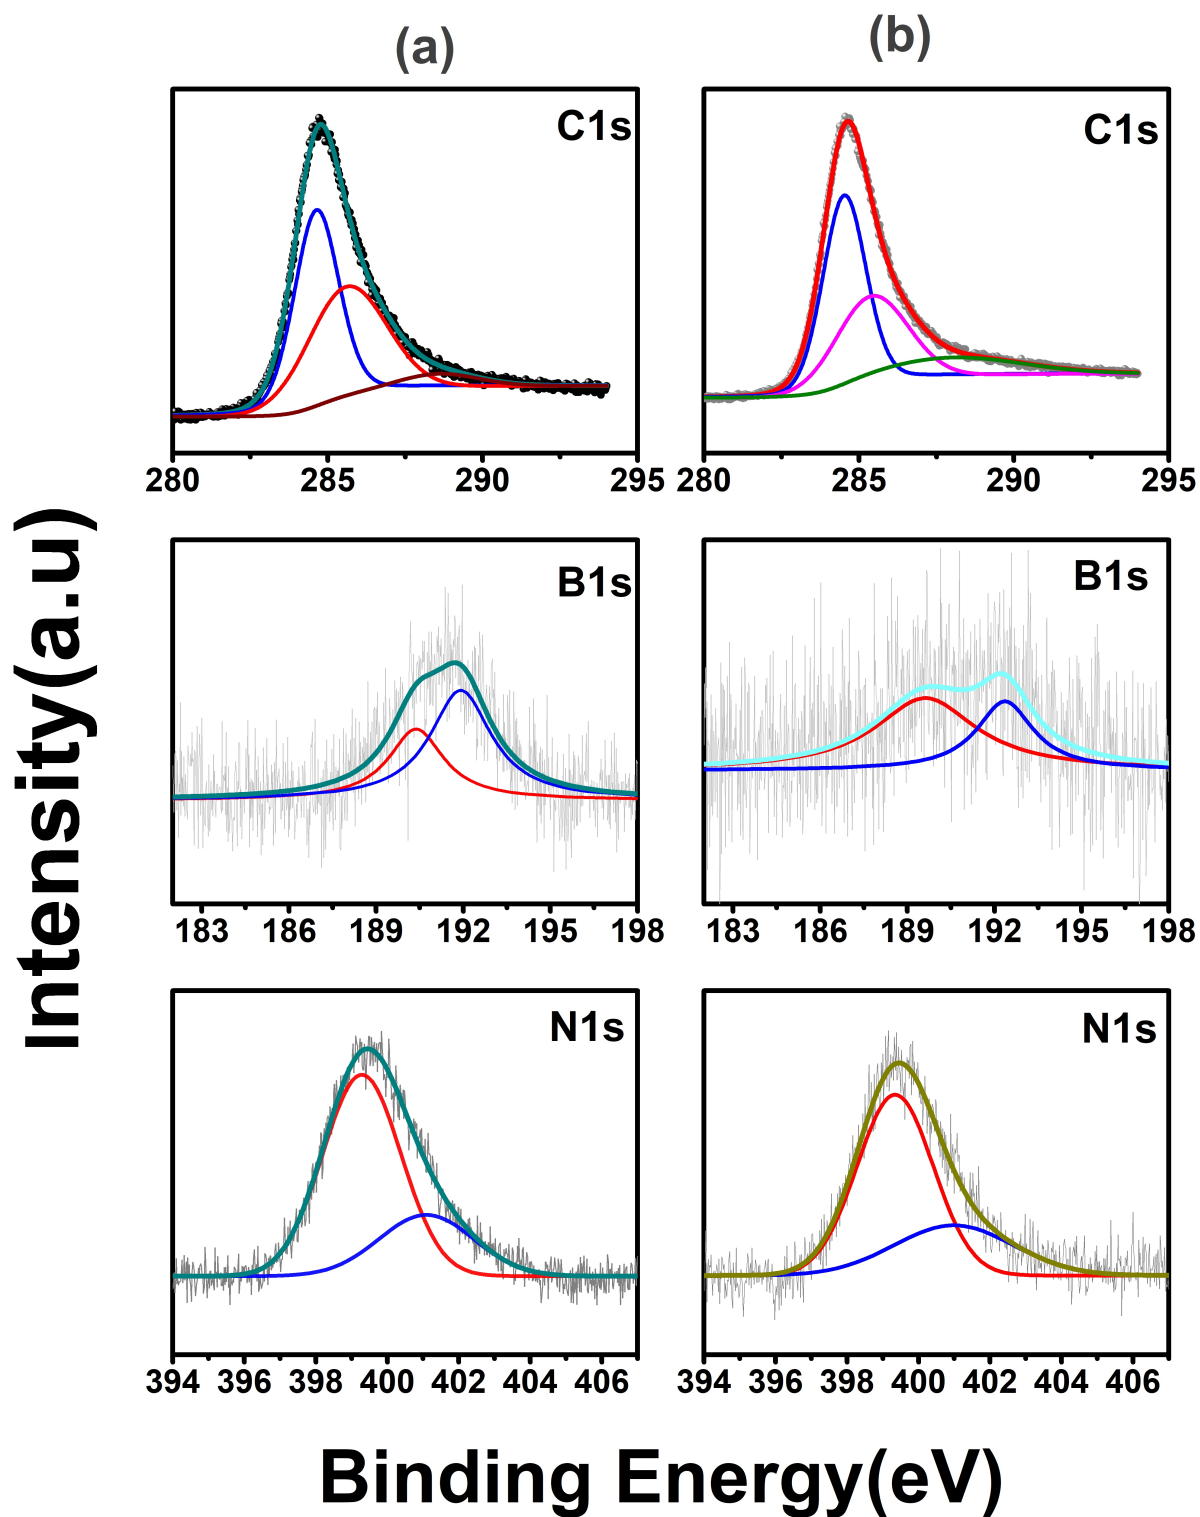 (a) (b)
C1s C1s
280 285 290 295 280 285 290 295
B1s B1s
183 186 189 192 195 198 183 186 189 192 195 198
N1s N1s
394 396 398 400 402 404 406 394 396 398 400 402 404 406
Intensity(a.u)
Binding Energy(eV)